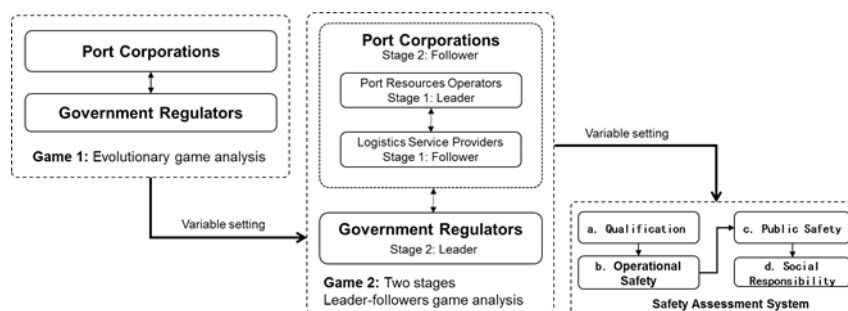 Port Corporations
Government Regulators
Game 1: Evolutionary game analysis
Variable setting
Port Corporations
Stage 2: Follower
Port Resources Operators
Stage 1: Leader
Logistics Service Providers
Stage 1: Follower
Government Regulators
Stage 2: Leader
Game 2: Two stages
Leader-followers game analysis
Variable setting
a. Qualification
b. Operational
Safety
c. Public Safety
d. Social
Responsibility
Safety Assessment System